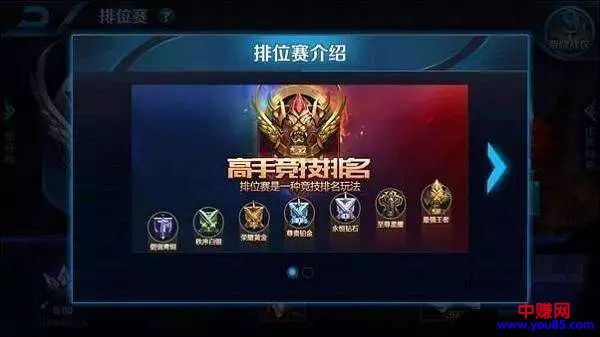 排位赛
?
排位赛介绍
高手竞技排名
排位赛是一种竞技排名玩法
倔强青铜
秩序白银
荣耀黄金
尊贵铂金
永恒钻石
至尊星耀
最强王者
中赚网
www.you85.com